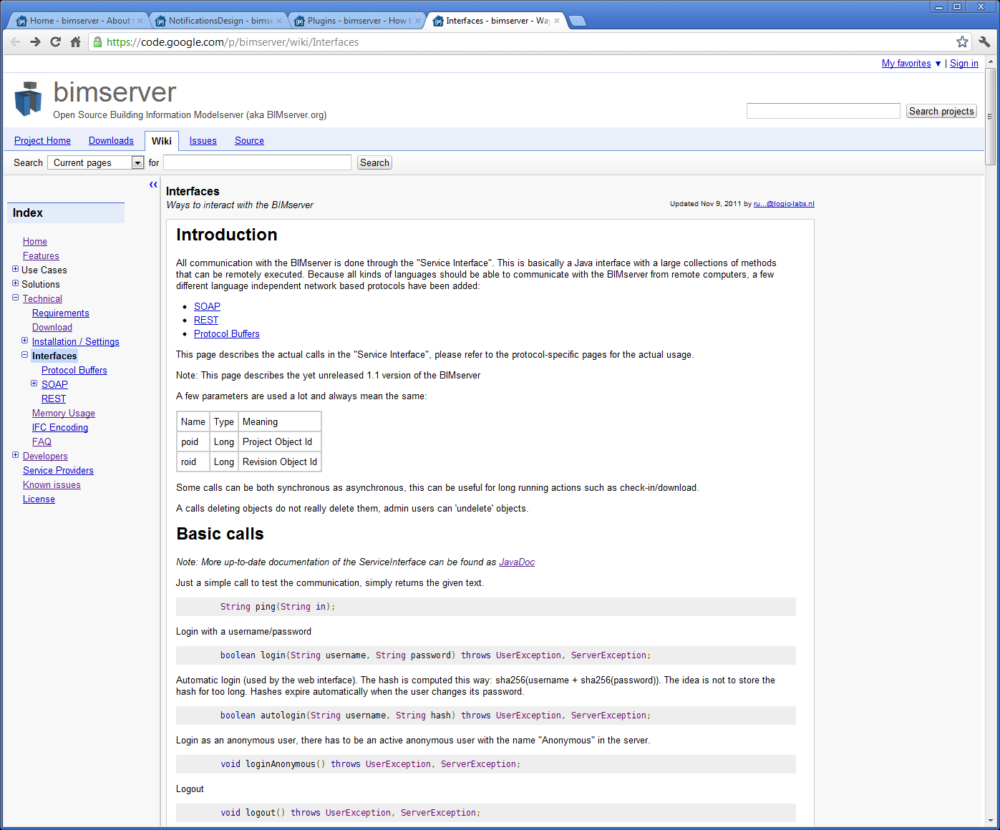 Home - bimserver - About
NotificationsDesign - bimse
Plugins - bimserver - How t
Interfaces - bimserver - Way
https://code.google.com/p/bimserver/wiki/Interfaces
My favorites ▼ | Sign in
bimserver
Open Source Building Information Modelserver (aka BIMserver.org)
Search projects
Project Home Downloads Wiki Issues Source
Search Current pages for Search
Index
Home
Features
Use Cases
Solutions
Technical
Requirements
Download
Installation / Settings
Interfaces
Protocol Buffers
SOAP
REST
Memory Usage
IFC Encoding
FAQ
Developers
Service Providers
Known issues
License
Interfaces
Ways to interact with the BIMserver
Updated Nov 9, 2011 by ru...@logic-labs.nl
Introduction
All communication with the BIMserver is done through the "Service Interface". This is basically a Java interface with a large collections of methods
that can be remotely executed. Because all kinds of languages should be able to communicate with the BIMserver from remote computers, a few
different language independent network based protocols have been added:
• SOAP
• REST
• Protocol Buffers
This page describes the actual calls in the "Service Interface", please refer to the protocol-specific pages for the actual usage.
Note: This page describes the yet unreleased 1.1 version of the BIMserver
A few parameters are used a lot and always mean the same:
Name Type Meaning
poid Long Project Object Id
roid Long Revision Object Id
Some calls can be both synchronous as asynchronous, this can be useful for long running actions such as check-in/download.
A calls deleting objects do not really delete them, admin users can 'undelete' objects.
Basic calls
Note: More up-to-date documentation of the ServiceInterface can be found as JavaDoc
Just a simple call to test the communication, simply returns the given text.
String ping(String in);
Login with a username/password
boolean login(String username, String password) throws UserException, ServerException;
Automatic login (used by the web interface). The hash is computed this way: sha256(username + sha256(password)). The idea is not to store the
hash for too long. Hashes expire automatically when the user changes its password.
boolean autologin(String username, String hash) throws UserException, ServerException;
Login as an anonymous user, there has to be an active anonymous user with the name "Anonymous" in the server.
void loginAnonymous() throws UserException, ServerException;
Logout
void logout() throws UserException, ServerException;